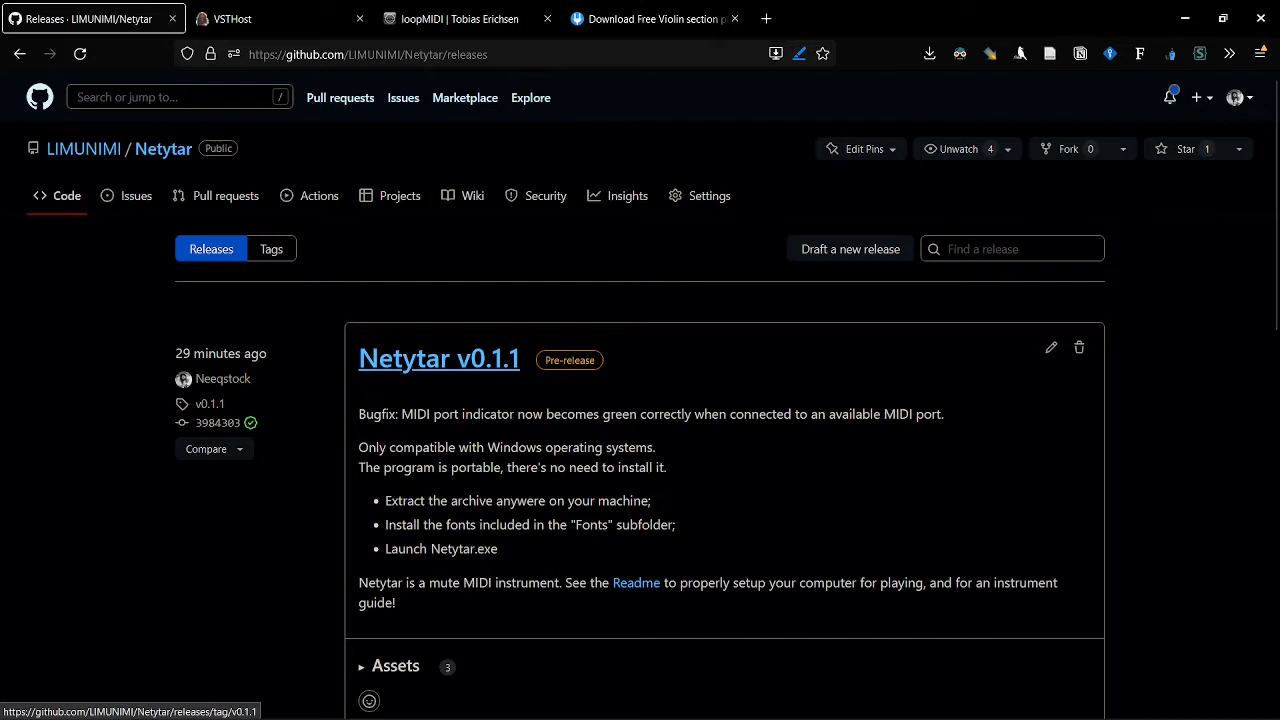 Releases · LIMUNIMI/Netytar
VSTHost
loopMIDI | Tobias Erichsen
Download Free Violin section p
https://github.com/LIMUNIMI/Netytar/releases
Search or jump to...
/
Pull requests
Issues
Marketplace
Explore
LIMUNIMI / Netytar
Public
Edit Pins
Unwatch 4
Fork 0
Star 1
Code
Issues
Pull requests
Actions
Projects
Wiki
Security
Insights
Settings
Releases
Tags
Draft a new release
Find a release
29 minutes ago
Neeqstock
v0.1.1
3984303
Compare
Netytar v0.1.1
Pre-release
Bugfix: MIDI port indicator now becomes green correctly when connected to an available MIDI port.
Only compatible with Windows operating systems.
The program is portable, there's no need to install it.
• Extract the archive anywere on your machine;
• Install the fonts included in the "Fonts" subfolder;
• Launch Netytar.exe
Netytar is a mute MIDI instrument. See the Readme to properly setup your computer for playing, and for an instrument
guide!
Assets 3
https://github.com/LIMUNIMI/Netytar/releases/tag/v0.1.1